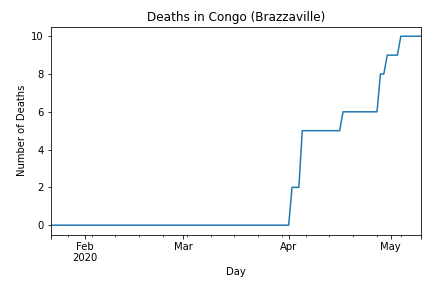 Deaths in Congo (Brazzaville)
10
8
6
4
2
0
Number of Deaths
Feb
2020
Mar
Apr
May
Day